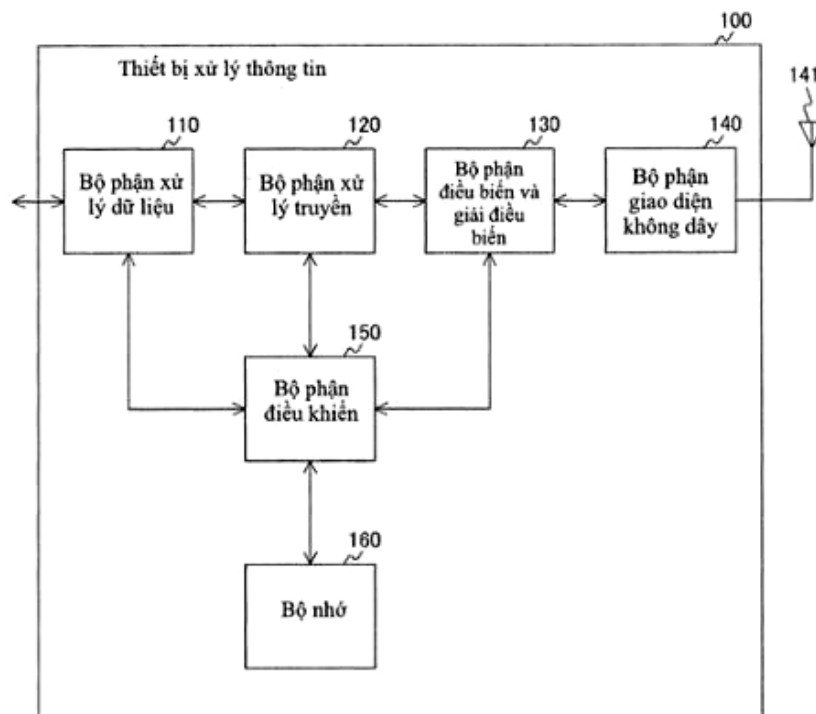 100
Thiết bị xử lý thông tin
141
110
120
130
140
Bộ phận xử
lý dữ liệu
Bộ phận xử
lý truyền
Bộ phận
điều biến và
giải điều
biến
Bộ phận
giao diện
không dây
150
Bộ phận
điều khiển
160
Bộ nhớ